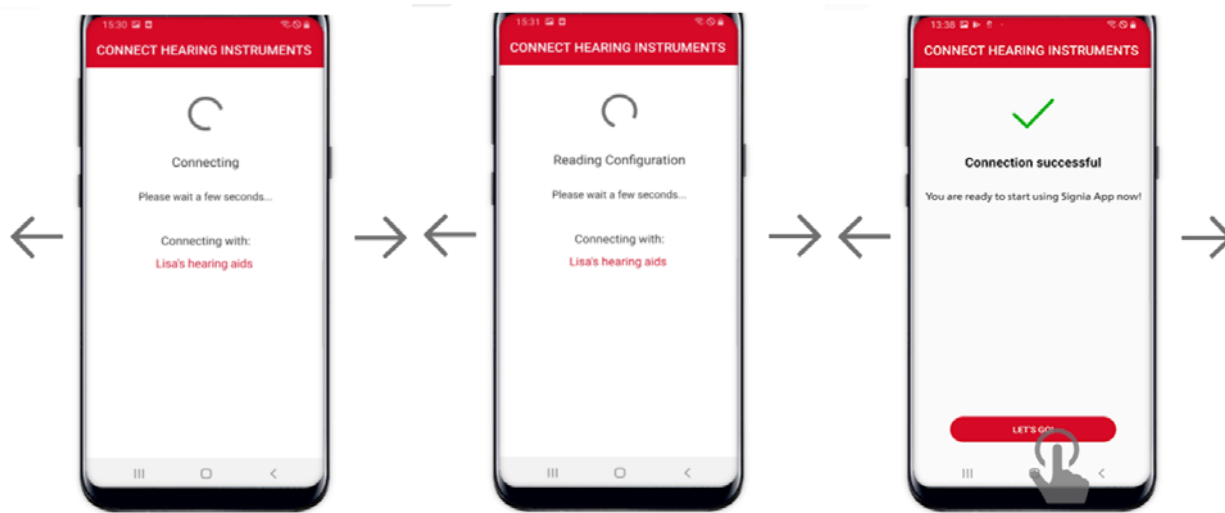 15:30
CONNECT HEARING INSTRUMENTS
Connecting
Please wait a few seconds...
Connecting with:
Lisa's hearing aids
15:31
CONNECT HEARING INSTRUMENTS
Reading Configuration
Please wait a few seconds...
Connecting with:
Lisa's hearing aids
13:38
CONNECT HEARING INSTRUMENTS
Connection successful
You are ready to start using Signia App now!
LET'S GO!